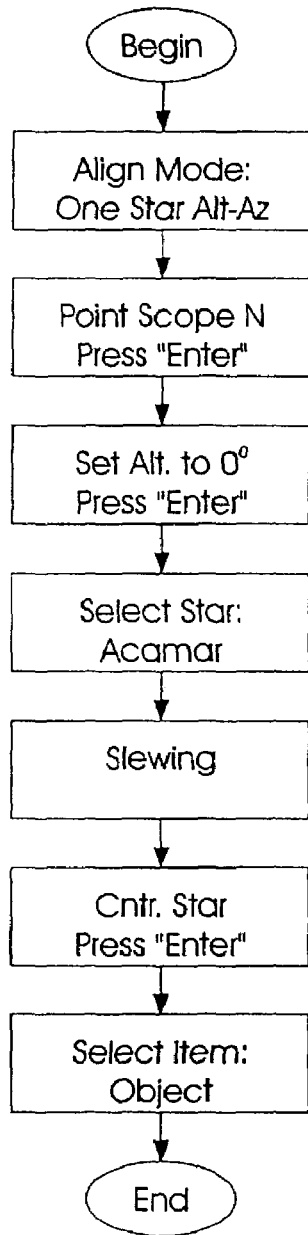 Begin
Align Mode:
One Star Alt-Az
Point Scope N
Press "Enter"
Set Alt. to 0°
Press "Enter"
Select Star:
Acamar
Slewing
Cntr. Star
Press "Enter"
Select Item:
Object
End